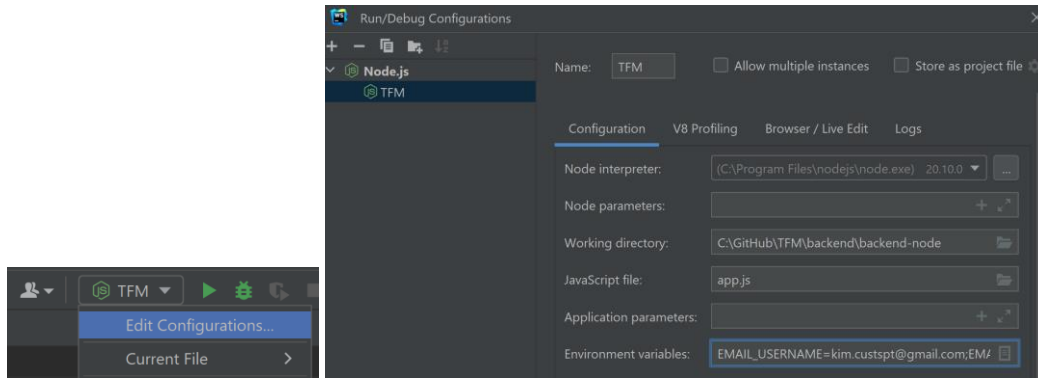 TFM
Edit Configurations...
Current File
Run/Debug Configurations
Node.js
TFM
Name: TFM Allow multiple instances Store as project file
Configuration V8 Profiling Browser / Live Edit Logs
Node interpreter: (C:\Program Files\nodejs\node.exe) 20.10.0 ...
Node parameters:
Working directory: C:\GitHub\TFM\backend\backend-node
JavaScript file: app.js
Application parameters:
Environment variables: EMAIL_USERNAME=kim.custspt@gmail.com;EMA